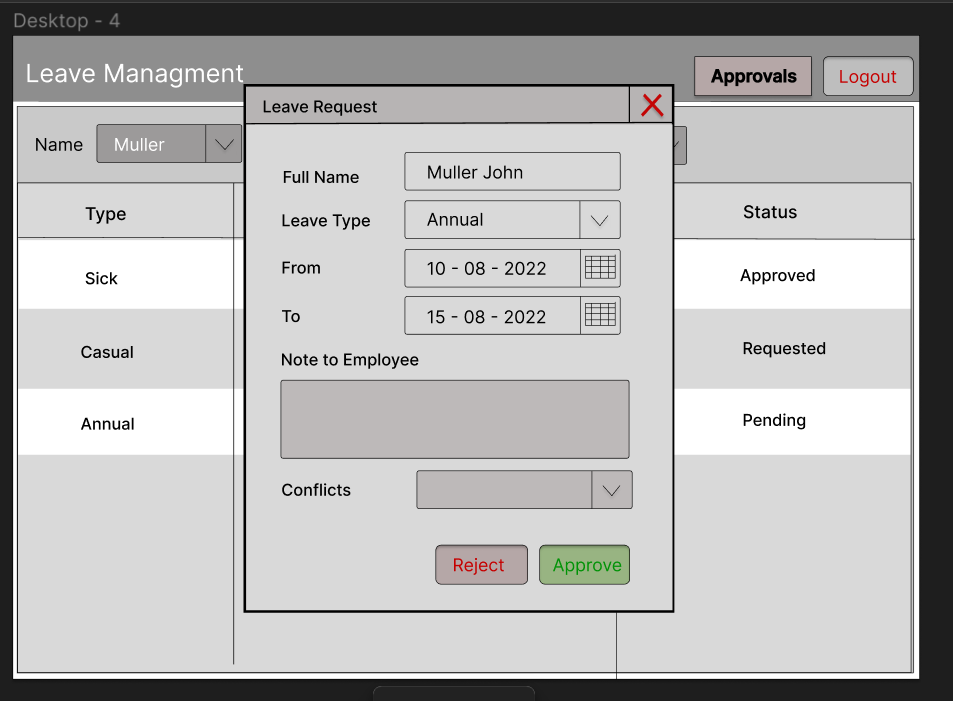 Desktop - 4
Leave Managment
Approvals
Logout
Leave Request
Name
Muller
Full Name
Muller John
Type
Leave Type
Annual
Status
From
10 - 08 - 2022
Sick
Approved
To
15 - 08 - 2022
Casual
Requested
Note to Employee
Annual
Pending
Conflicts
Reject
Approve